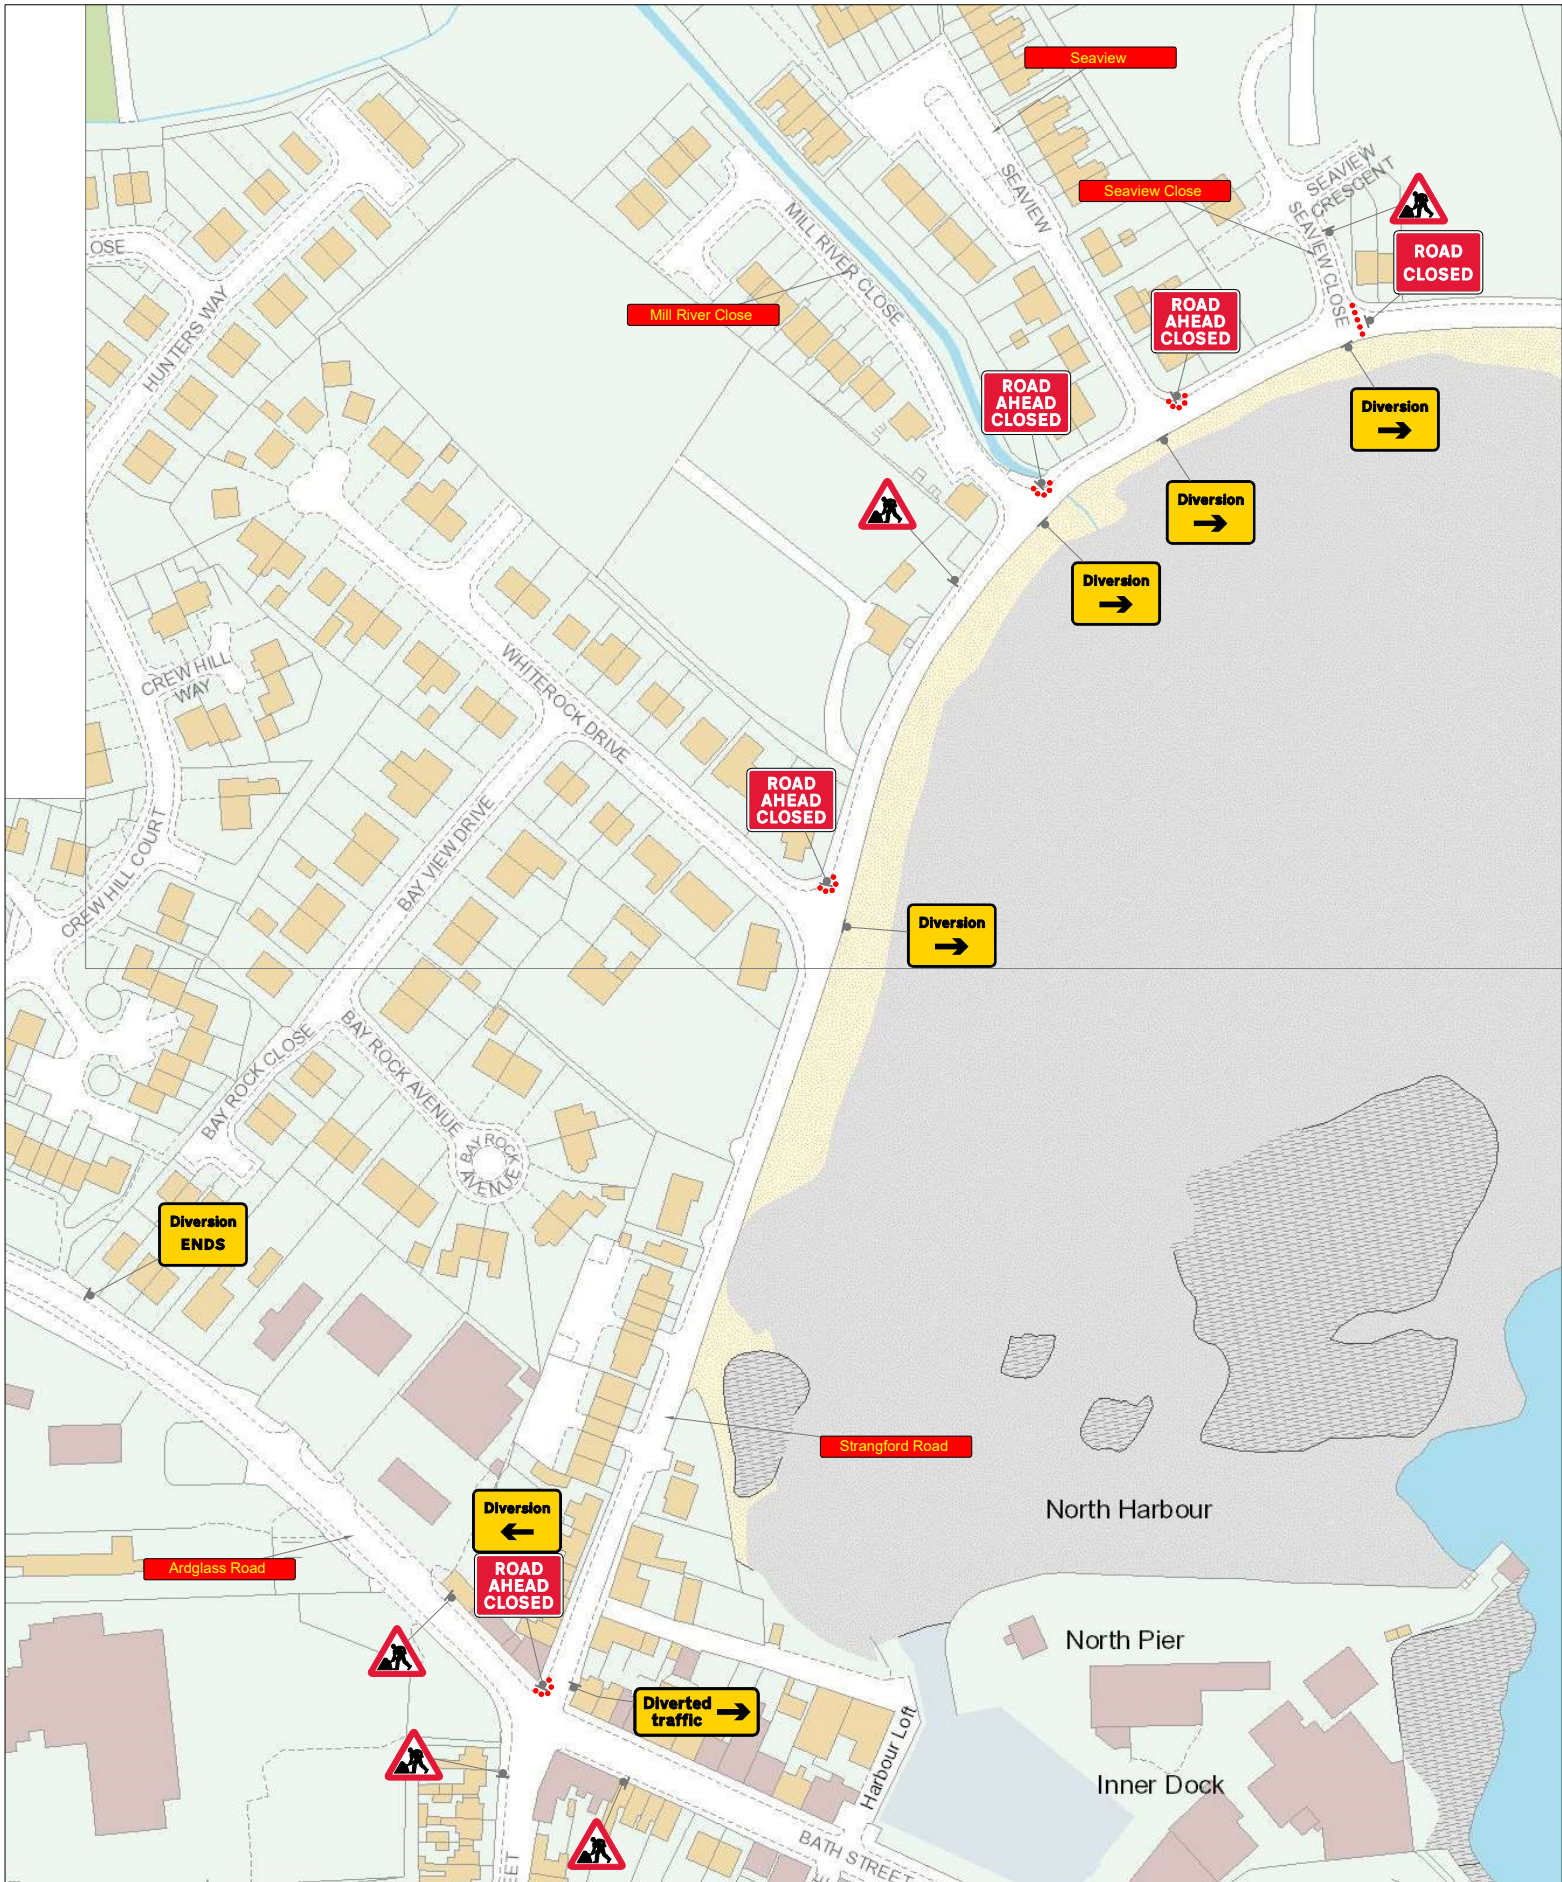 Seaview
SEAVIEW
CRESCENT
Seaview Close
SEAVIEW
MILL RIVER CLOSE
SEAVIEW CLOSE
OSE
ROAD
CLOSED
HUNTERS WAY
Mill River Close
ROAD
AHEAD
CLOSED
ROAD
AHEAD
CLOSED
Diversion
Diversion
Diversion
CREW HILL
WAY
WHITEROCK DRIVE
ROAD
AHEAD
CLOSED
BAY VIEW DRIVE
CREW HILL COURT
Diversion
BAY ROCK CLOSE
BAY ROCK AVENUE
BAY ROCK
AVENUE
Diversion
ENDS
Strangford Road
Diversion
North Harbour
Ardglass Road
ROAD
AHEAD
CLOSED
North Pier
Diverted
traffic
Harbour Loft
Inner Dock
BATH STREET
EET